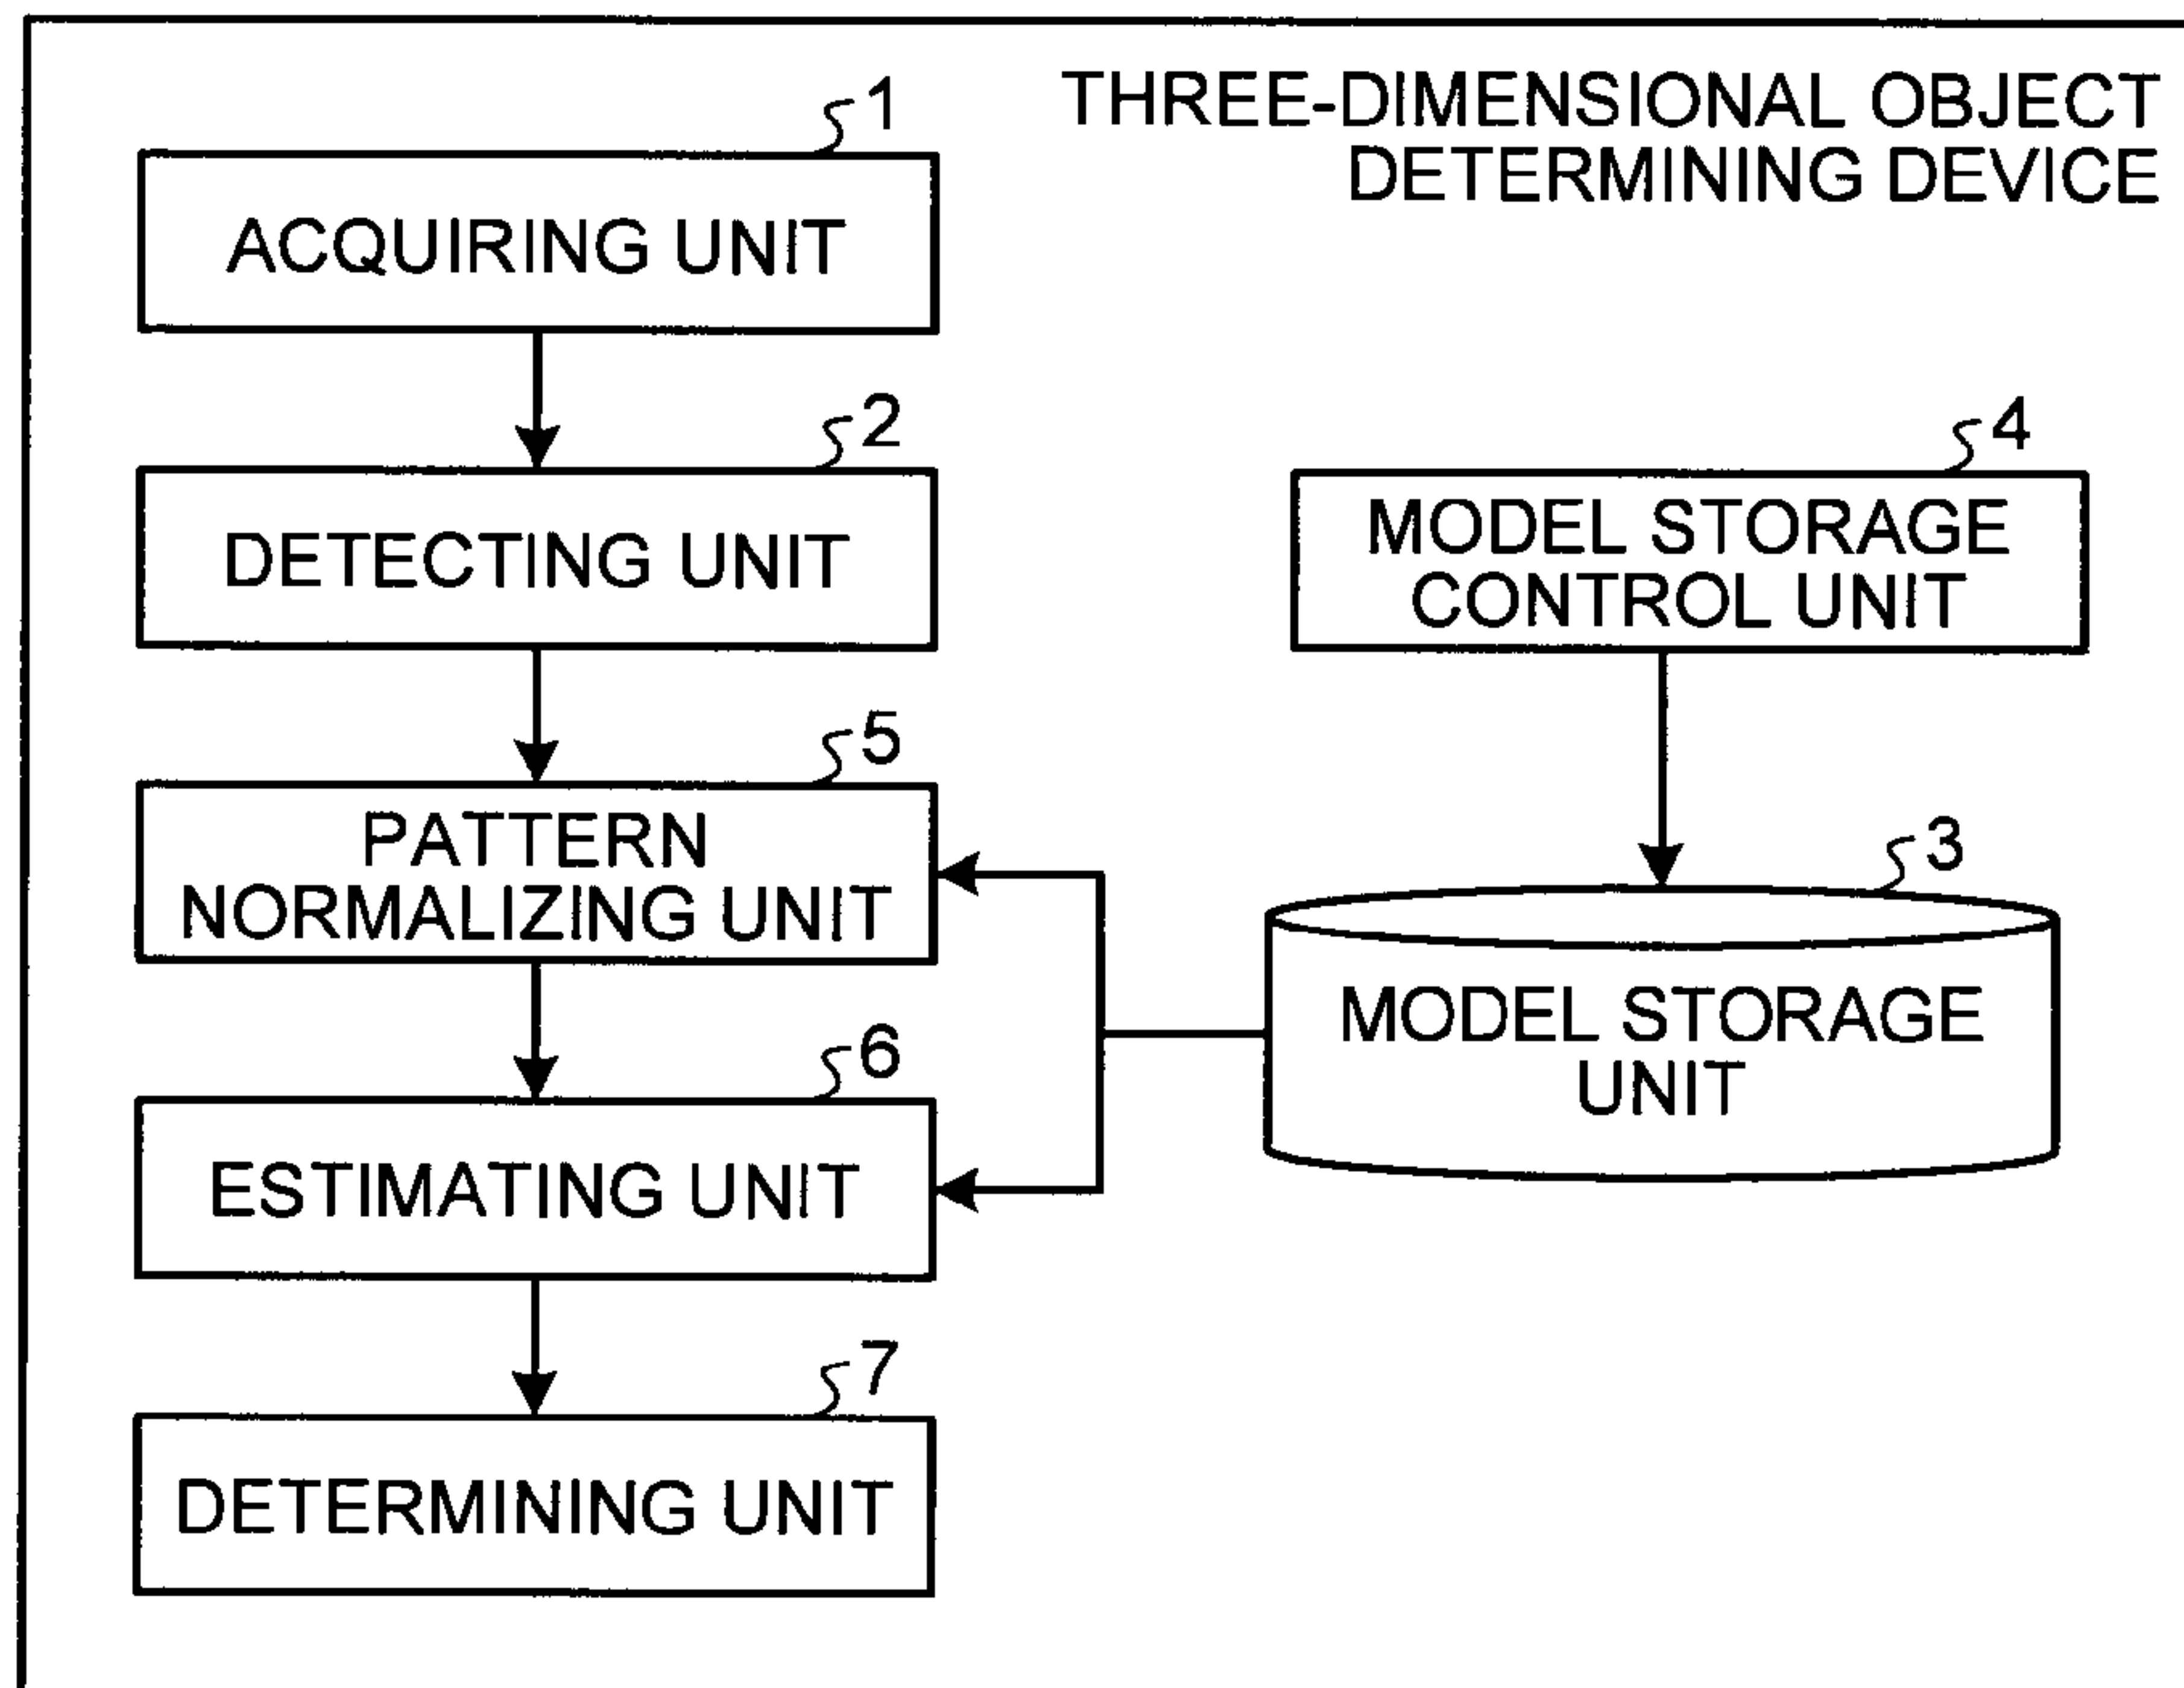 THREE-DIMENSIONAL OBJECT
DETERMINING DEVICE
1
ACQUIRING UNIT
2
DETECTING UNIT
4
MODEL STORAGE
CONTROL UNIT
5
PATTERN
NORMALIZING UNIT
3
MODEL STORAGE
UNIT
6
ESTIMATING UNIT
7
DETERMINING UNIT